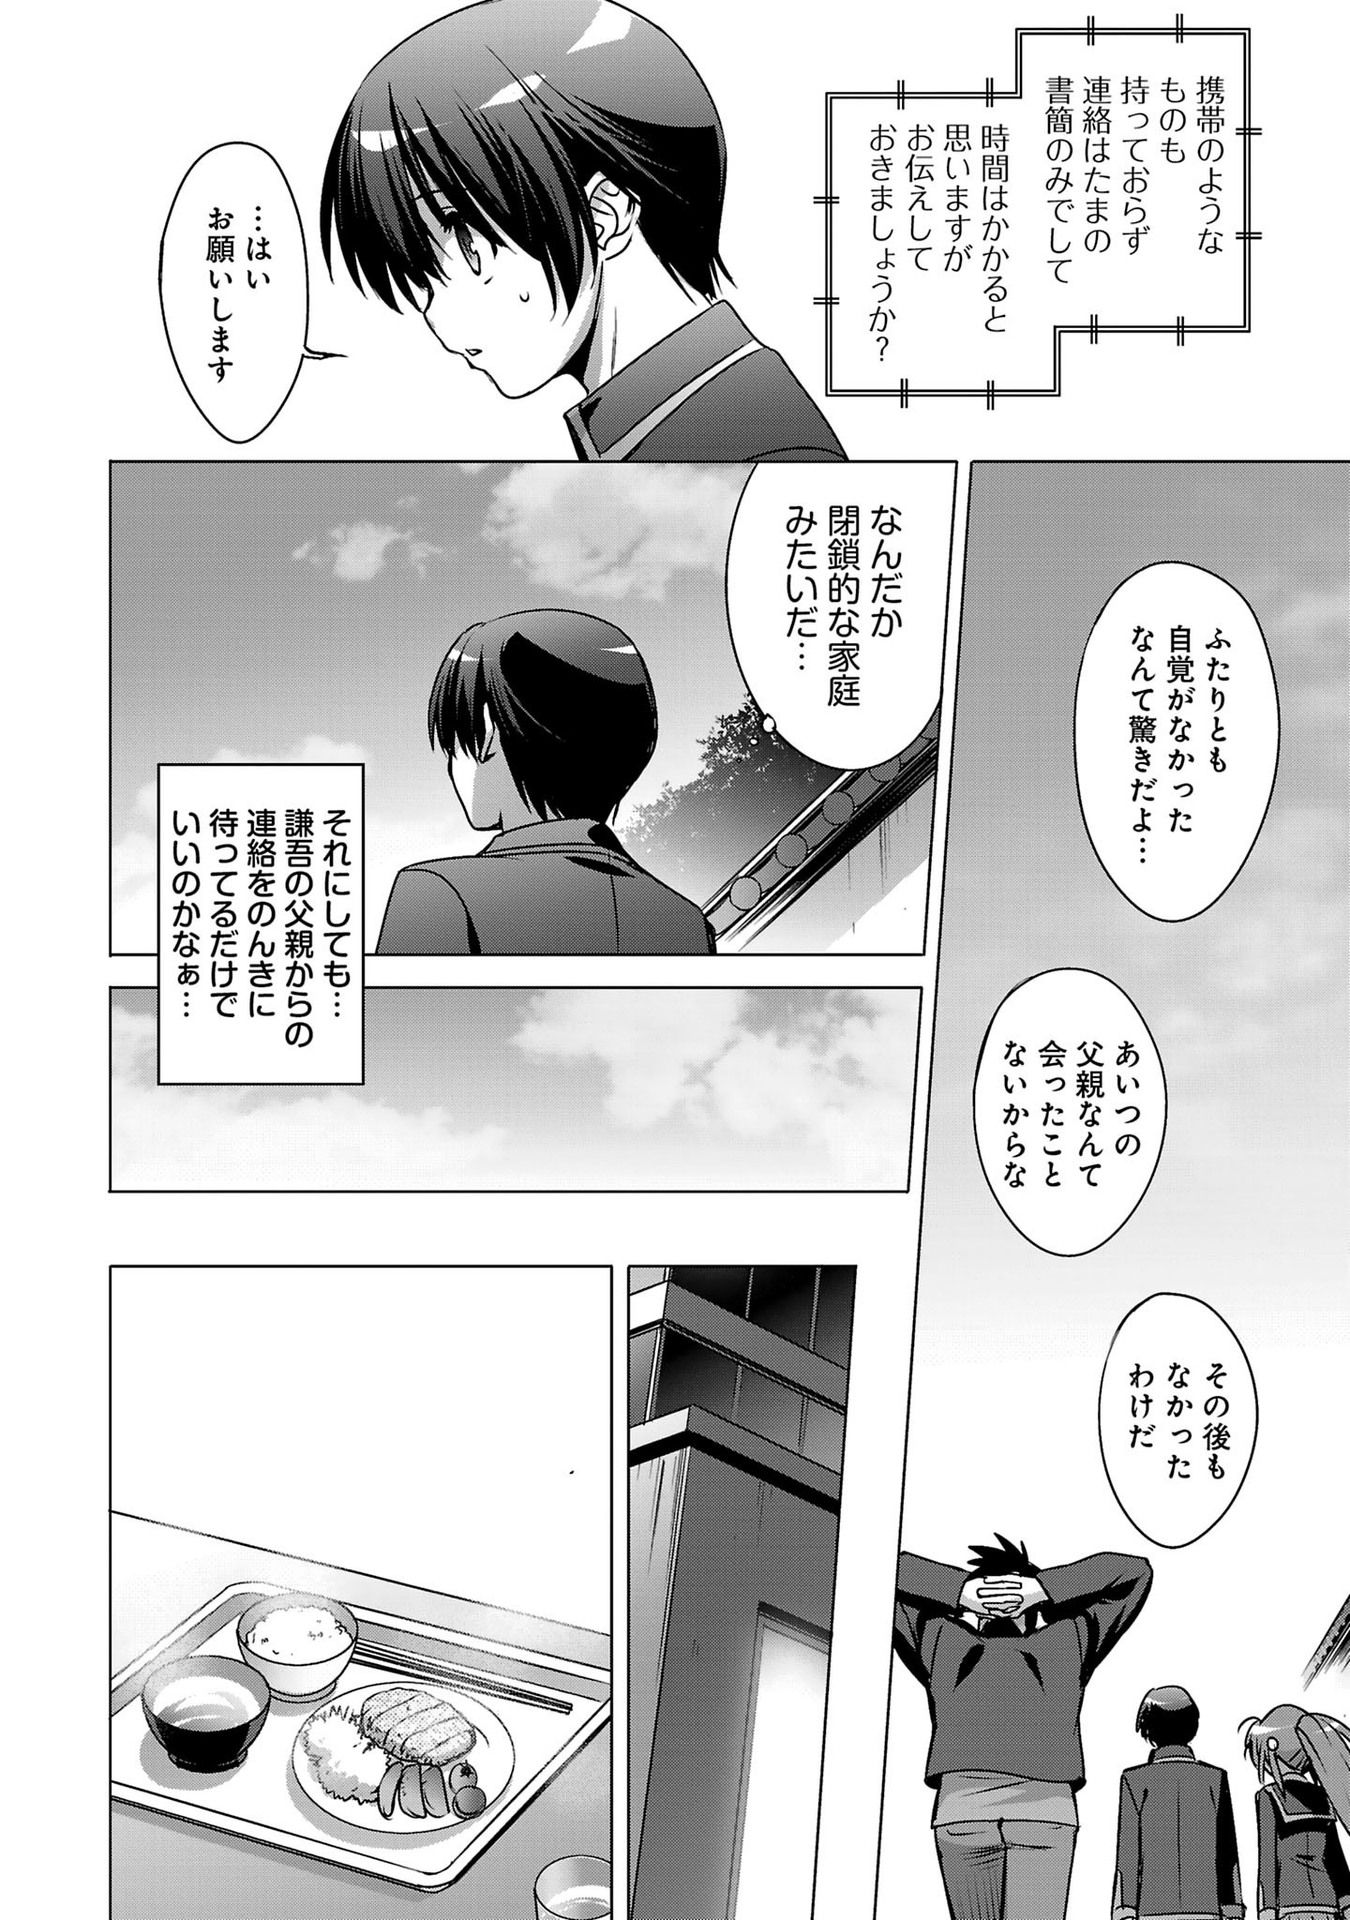 携帯のような
ものも
持っておらず
連絡はたまの
書簡のみでして
時間はかかると
思いますが
お伝えして
おきましょうか?
…はい
お願いします
ふたりとも
自覚がなかった
なんて驚きだよ…
あいつの
父親なんて
会ったこと
ないからな
その後も
なかった
わけだ
なんだか
閉鎖的な家庭
みたいだ…
それにしても…
謙吾の父親からの
連絡をのんきに
待ってるだけで
いいのかなぁ…